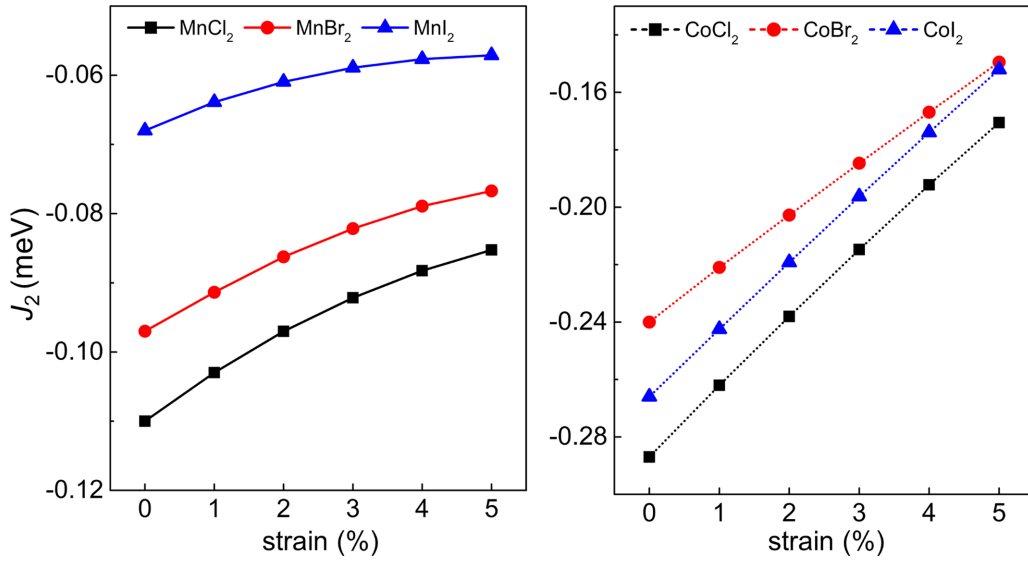 MnCl₂ MnBr₂ MnI₂
J₂ (meV)
-0.06
-0.08
-0.10
-0.12
0 1 2 3 4 5
strain (%)
CoCl₂ CoBr₂ CoI₂
-0.16
-0.20
-0.24
-0.28
0 1 2 3 4 5
strain (%)